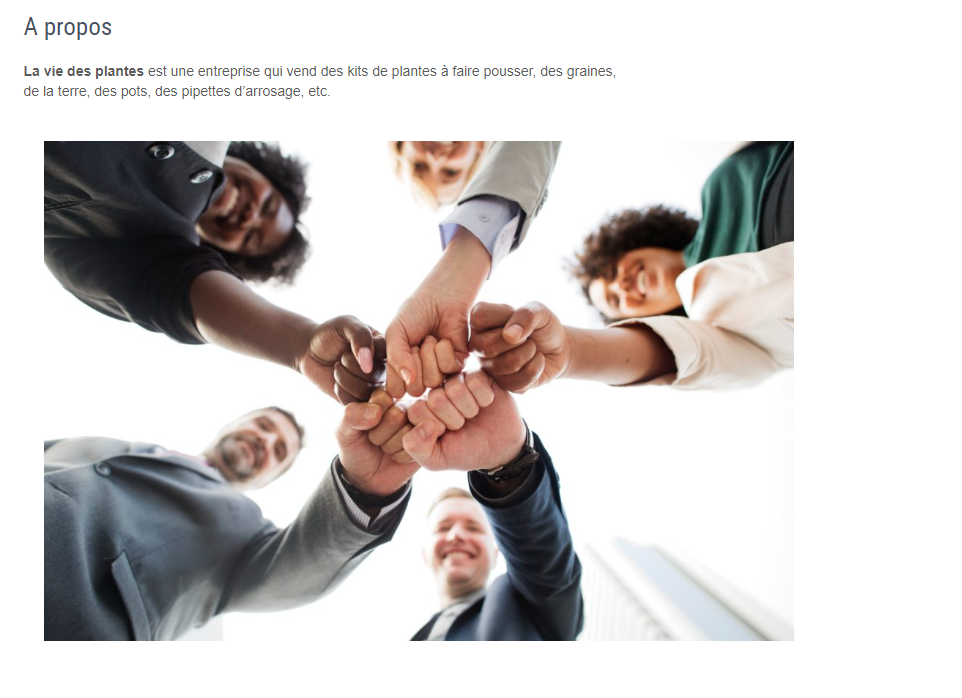 A propos
La vie des plantes est une entreprise qui vend des kits de plantes à faire pousser, des graines,
de la terre, des pots, des pipettes d’arrosage, etc.